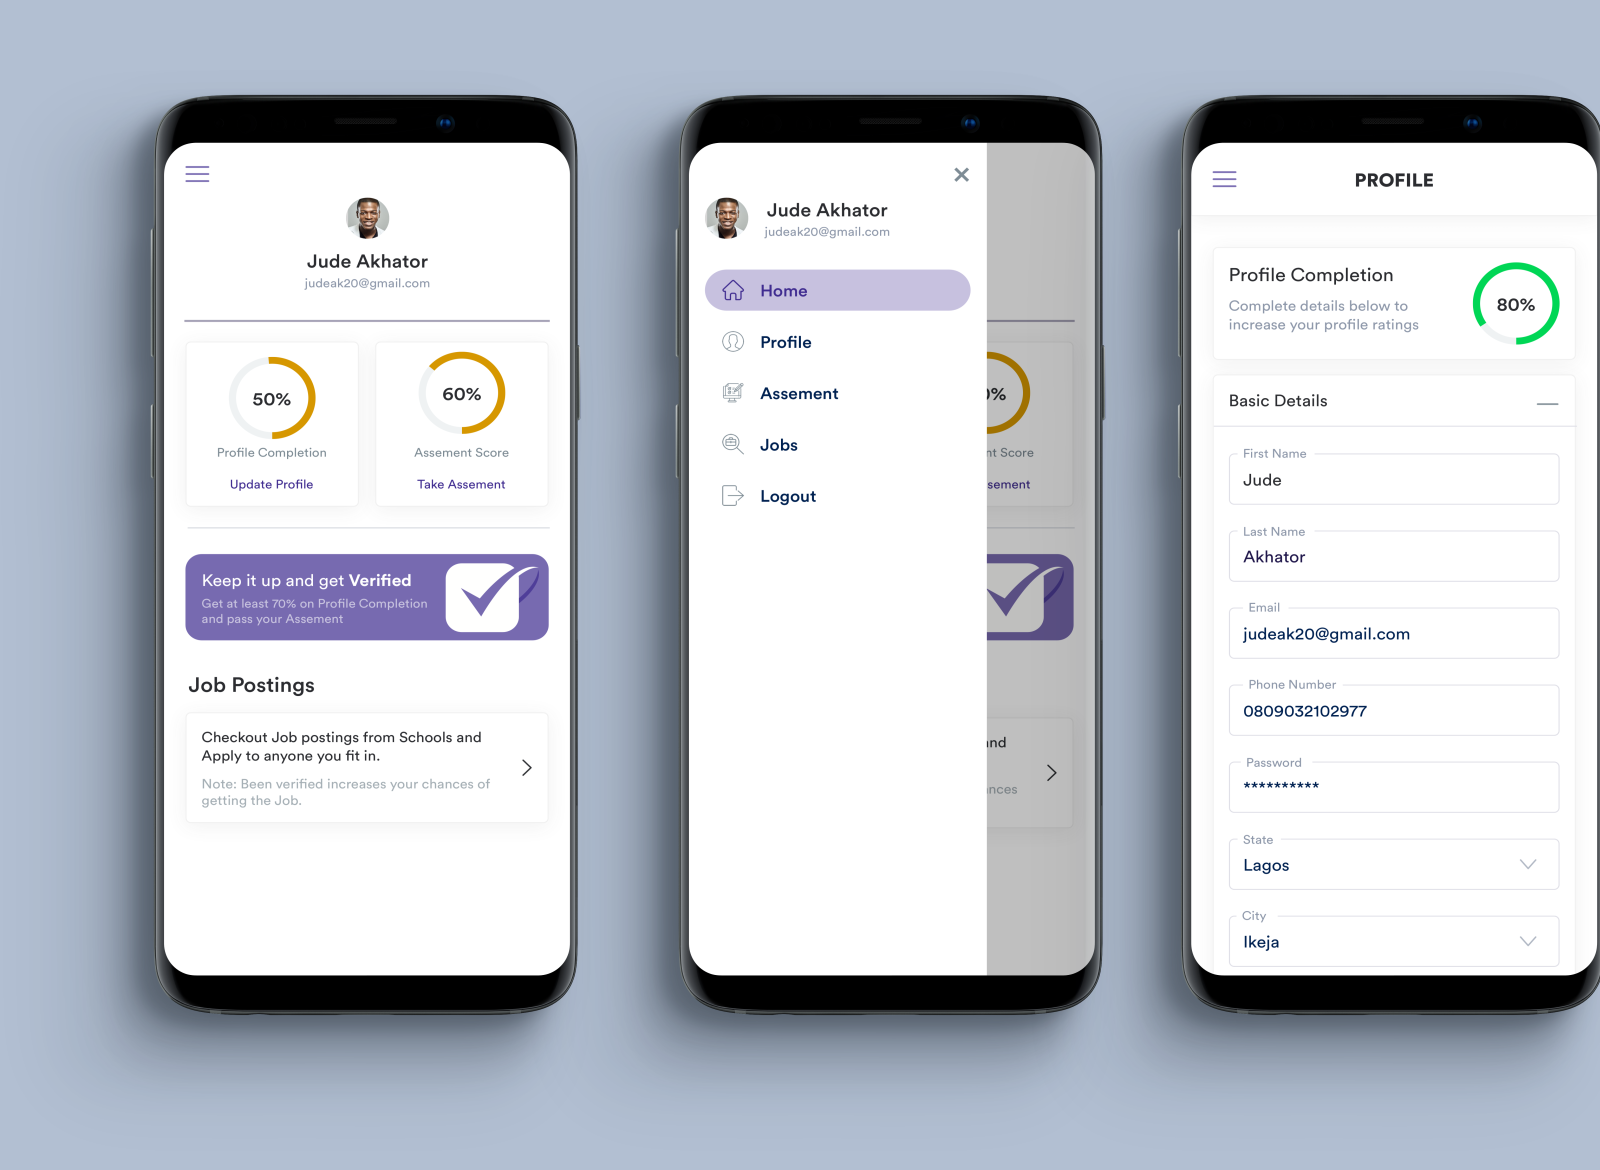 Jude Akhator
judeak20@gmail.com
50%
Profile Completion
Update Profile
60%
Assement Score
Take Assement
Keep it up and get Verified
Get at least 70% on Profile Completion
and pass your Assement
Job Postings
Checkout Job postings from Schools and
Apply to anyone you fit in.
Note: Been verified increases your chances of
getting the Job.
Jude Akhator
judeak20@gmail.com
Home
Profile
Assement
Jobs
Logout
0%
nt Score
sement
and
ances
PROFILE
Profile Completion
Complete details below to
increase your profile ratings
80%
Basic Details
First Name
Jude
Last Name
Akhator
Email
judeak20@gmail.com
Phone Number
0809032102977
Password
**********
State
Lagos
City
Ikeja